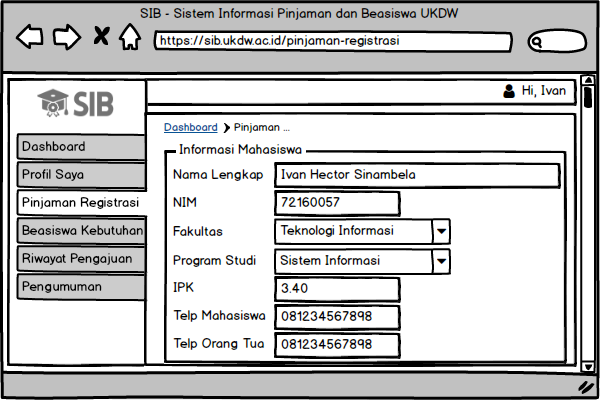 SIB - Sistem Informasi Pinjaman dan Beasiswa UKDW
https://sib.ukdw.ac.id/pinjaman-registrasi
SIB
Hi, Ivan
Dashboard
Profil Saya
Pinjaman Registrasi
Beasiswa Kebutuhan
Riwayat Pengajuan
Pengumuman
Dashboard > Pinjaman ...
Informasi Mahasiswa
Nama Lengkap Ivan Hector Sinambela
NIM 72160057
Fakultas Teknologi Informasi
Program Studi Sistem Informasi
IPK 3.40
Telp Mahasiswa 081234567898
Telp Orang Tua 081234567898